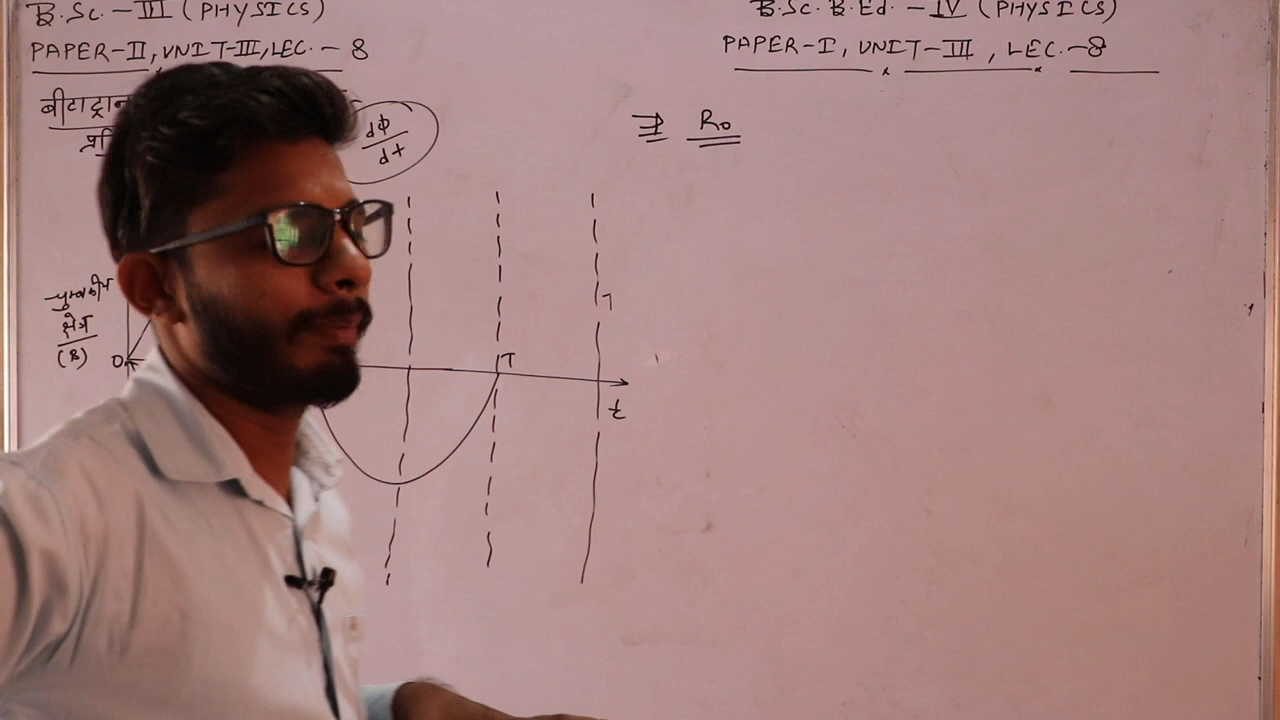 B.Sc.-III (PHYSICS)
PAPER-II, UNIT-III, LEC.-8
B.Sc. B.Ed.-IV (PHYSICS)
PAPER-I, UNIT-III, LEC.-8
बीटाट्रान
dΦ/dt
⇒ R₀
चुम्बकीय
क्षेत्र
(B)
O
T
t